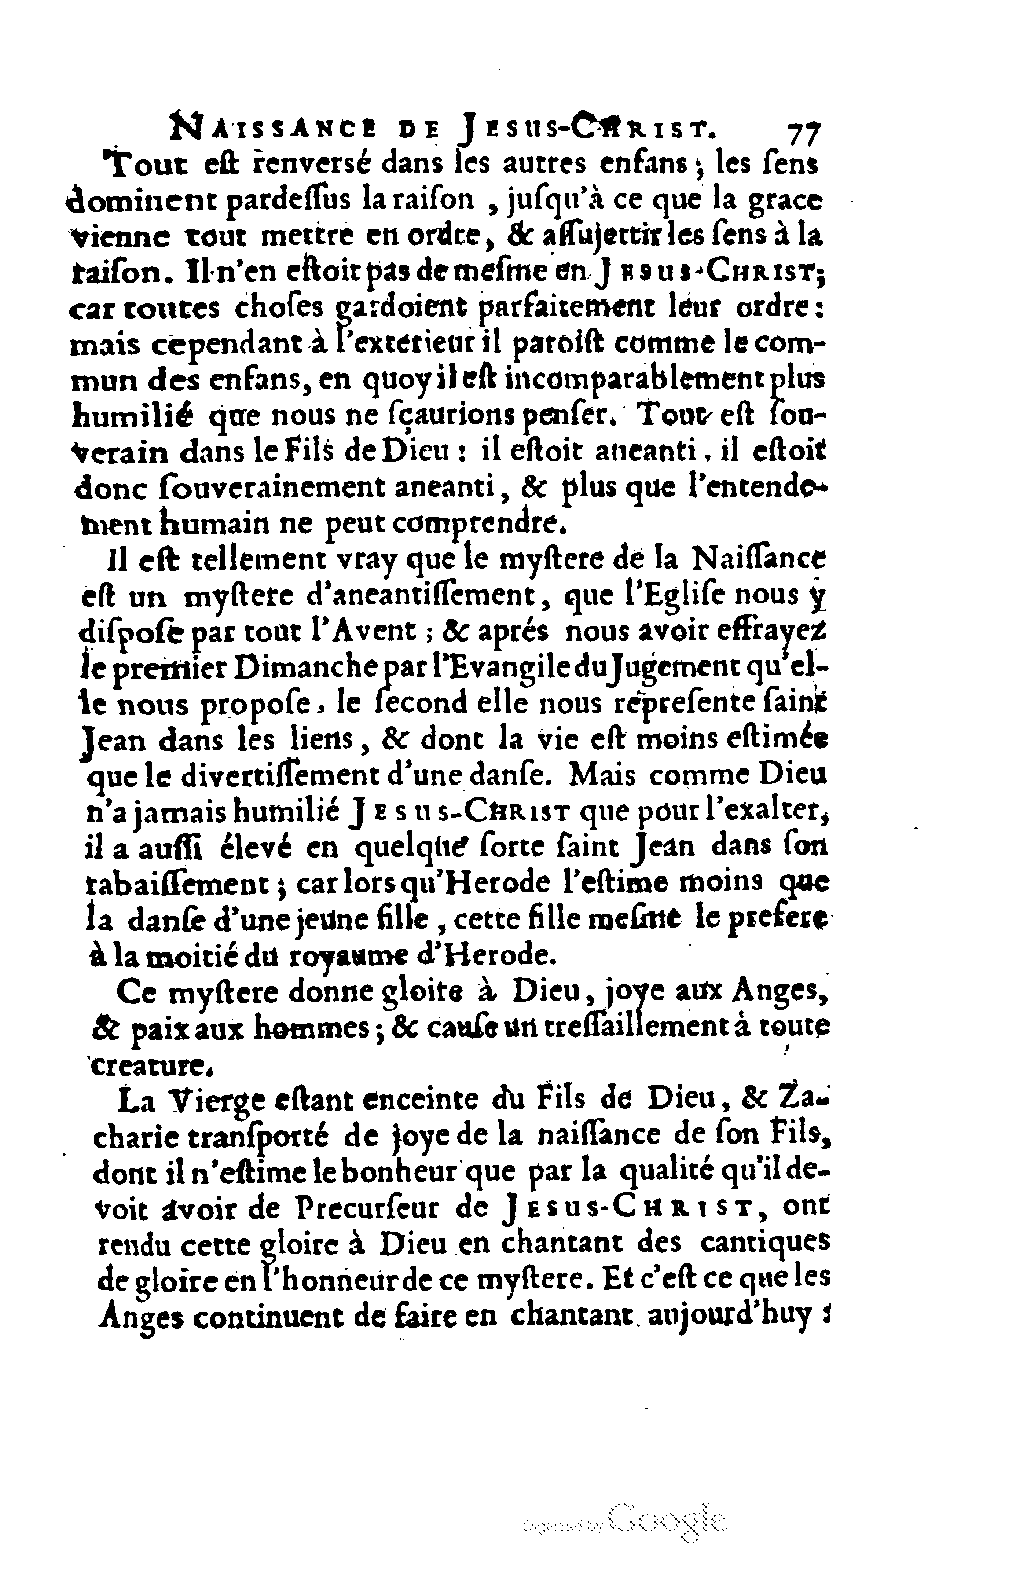 NAISSANCE DE JESUS-CHRIST. 77
Tout eſt renversé dans les autres enfans; les ſens
dominent pardeſſus la raiſon, juſqu'à ce que la grace
vienne tout mettre en ordre, & aſſujettir les ſens à la
raiſon. Il n'en eſtoit pas de meſme en JESUS-CHRIST;
car toutes choſes gardoient parfaitement leur ordre:
mais cependant à l'exterieur il paroiſt comme le com-
mun des enfans, en quoy il eſt incomparablement plus
humilié que nous ne ſçaurions penſer. Tout eſt ſou-
verain dans le Fils de Dieu: il eſtoit aneanti, il eſtoit
donc ſouverainement aneanti, & plus que l'entende-
ment humain ne peut comprendre.
Il eſt tellement vray que le myſtere de la Naiſſance
eſt un myſtere d'aneantiſſement, que l'Egliſe nous y
diſpoſe par tout l'Avent; & aprés nous avoir effrayez
le premier Dimanche par l'Evangile du Jugement qu'el-
le nous propoſe, le ſecond elle nous repreſente ſaint
Jean dans les liens, & dont la vie eſt moins eſtimée
que le divertiſſement d'une danſe. Mais comme Dieu
n'a jamais humilié JESUS-CHRIST que pour l'exalter,
il a auſſi élevé en quelque ſorte ſaint Jean dans ſon
rabaiſſement; car lors qu'Herode l'eſtime moins que
la danſe d'une jeune fille, cette fille meſme le prefere
à la moitié du royaume d'Herode.
Ce myſtere donne gloire à Dieu, joye aux Anges,
& paix aux hommes; & cauſe un treſſaillement à toute
creature.
La Vierge eſtant enceinte du Fils de Dieu, & Za-
charie tranſporté de joye de la naiſſance de ſon Fils,
dont il n'eſtime le bonheur que par la qualité qu'il de-
voit avoir de Precurſeur de JESUS-CHRIST, ont
rendu cette gloire à Dieu en chantant des cantiques
de gloire en l'honneur de ce myſtere. Et c'eſt ce que les
Anges continuent de faire en chantant aujourd'huy:
Digitized by Google